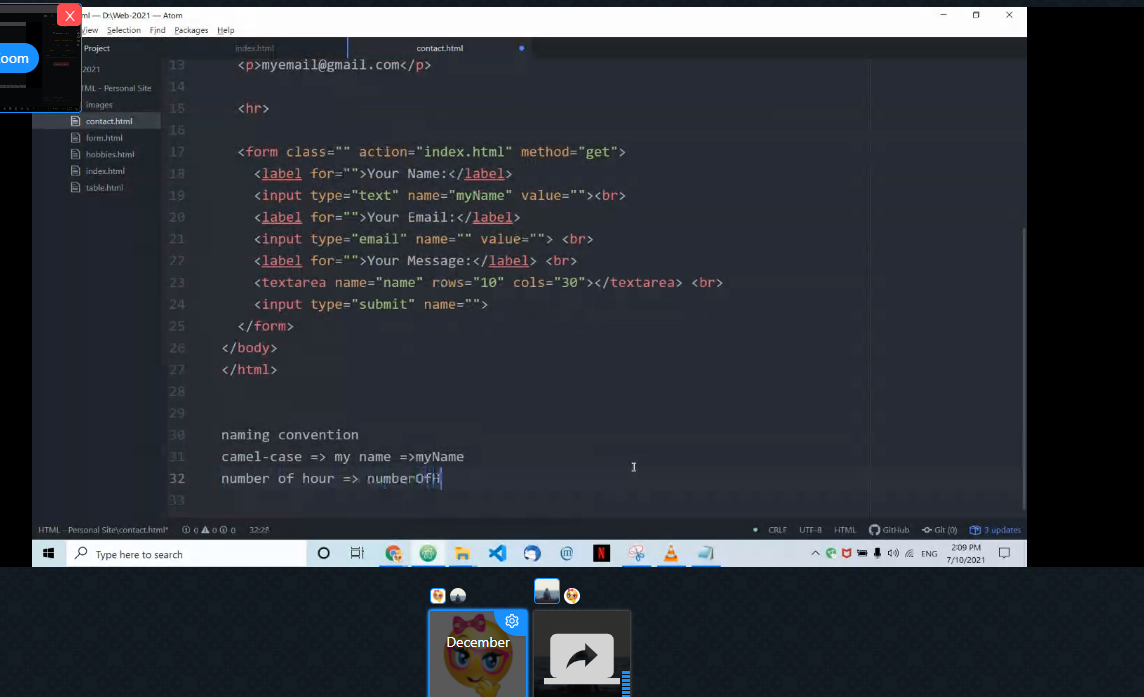 X
ml — D:\Web-2021 — Atom
View Selection Find Packages Help
oom
Project
2021
TML - Personal Site
images
contact.html
form.html
hobbies.html
index.html
table.html
index.html contact.html
13 <p>myemail@gmail.com</p>
14
15 <hr>
16
17 <form class="" action="index.html" method="get">
18 <label for="">Your Name:</label>
19 <input type="text" name="myName" value=""><br>
20 <label for="">Your Email:</label>
21 <input type="email" name="" value=""> <br>
22 <label for="">Your Message:</label> <br>
23 <textarea name="name" rows="10" cols="30"></textarea> <br>
24 <input type="submit" name="">
25 </form>
26 </body>
27 </html>
28
29
30 naming convention
31 camel-case => my name =>myName
32 number of hour => numberOfH
33
HTML - Personal Site\contact.html* 0 0 0 32:28 CRLF UTF-8 HTML GitHub Git (0) 3 updates
Type here to search
N
ENG
2:09 PM
7/10/2021
December